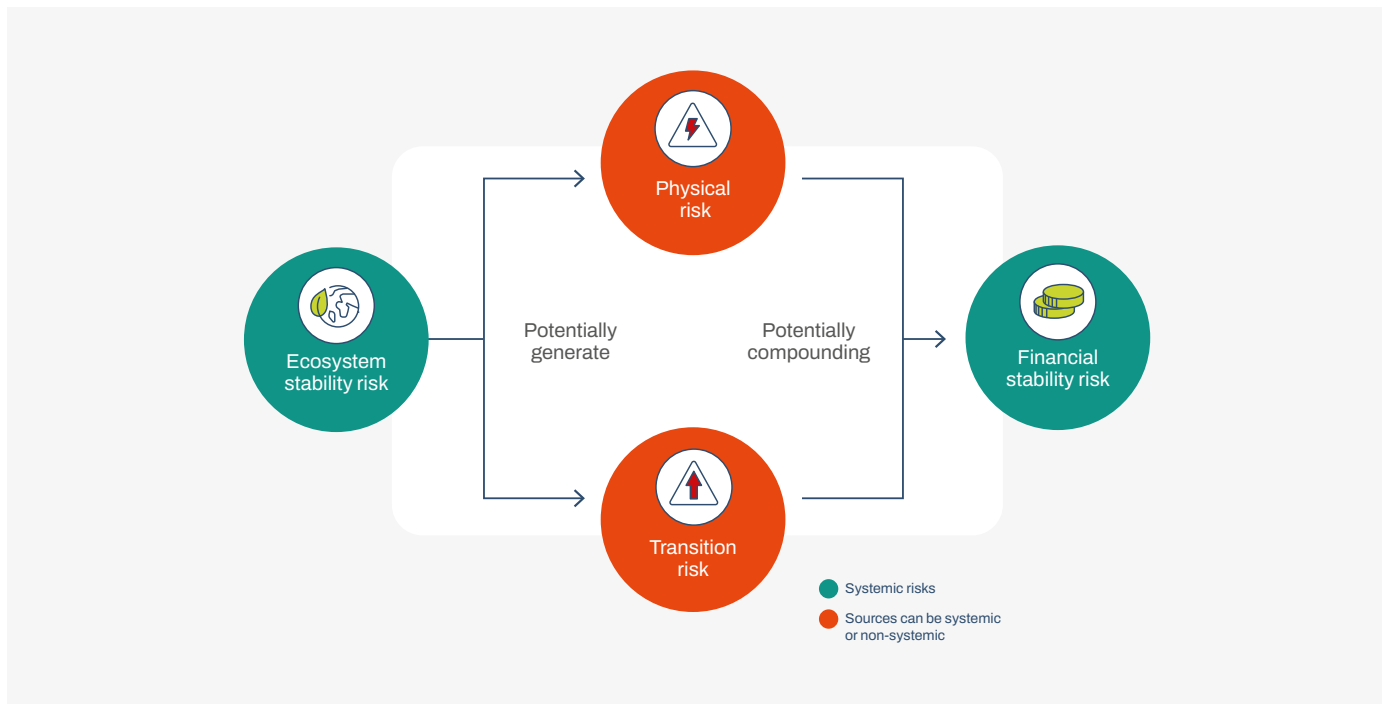 Physical
risk
Ecosystem
stability risk
Potentially
generate
Potentially
compounding
Financial
stability risk
Transition
risk
Systemic risks
Sources can be systemic
or non-systemic